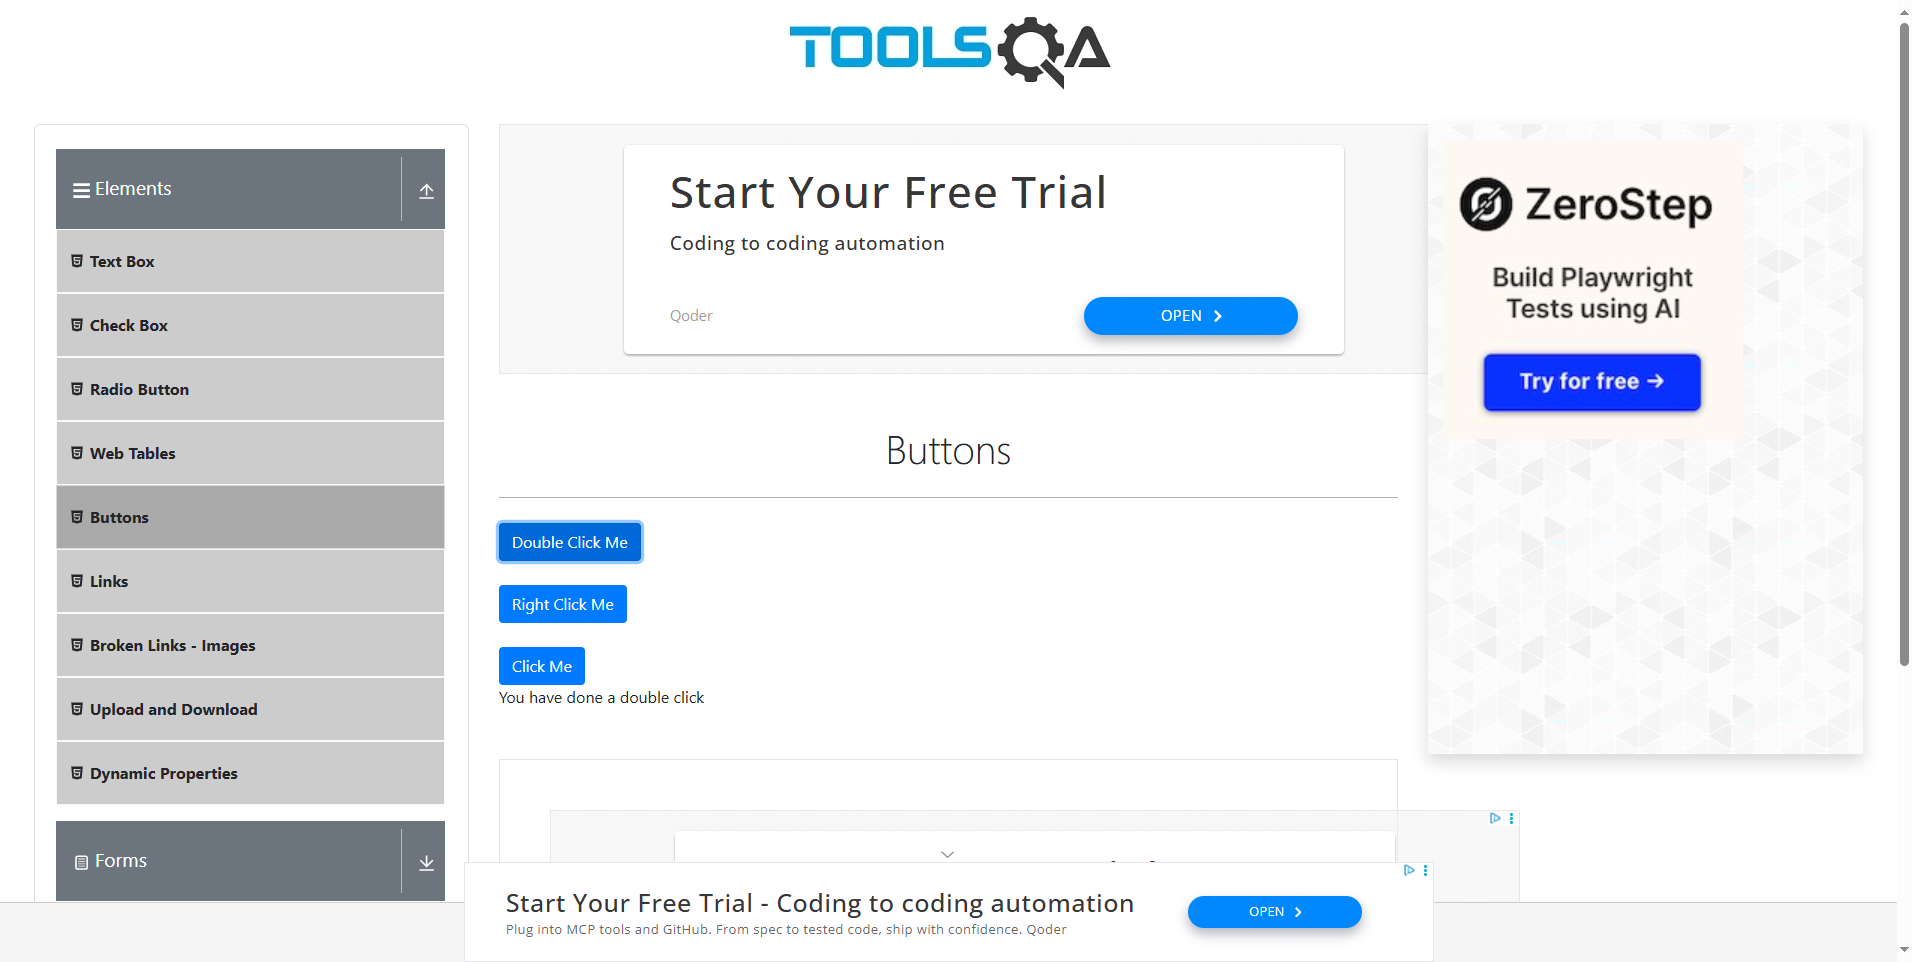 TOOLSQA
Elements
Text Box
Check Box
Radio Button
Web Tables
Buttons
Links
Broken Links - Images
Upload and Download
Dynamic Properties
Forms
Start Your Free Trial
Coding to coding automation
Qoder
OPEN
ZeroStep
Build Playwright
Tests using AI
Try for free →
Buttons
Double Click Me
Right Click Me
Click Me
You have done a double click
Start Your Free Trial - Coding to coding automation
Plug into MCP tools and GitHub. From spec to tested code, ship with confidence. Qoder
OPEN